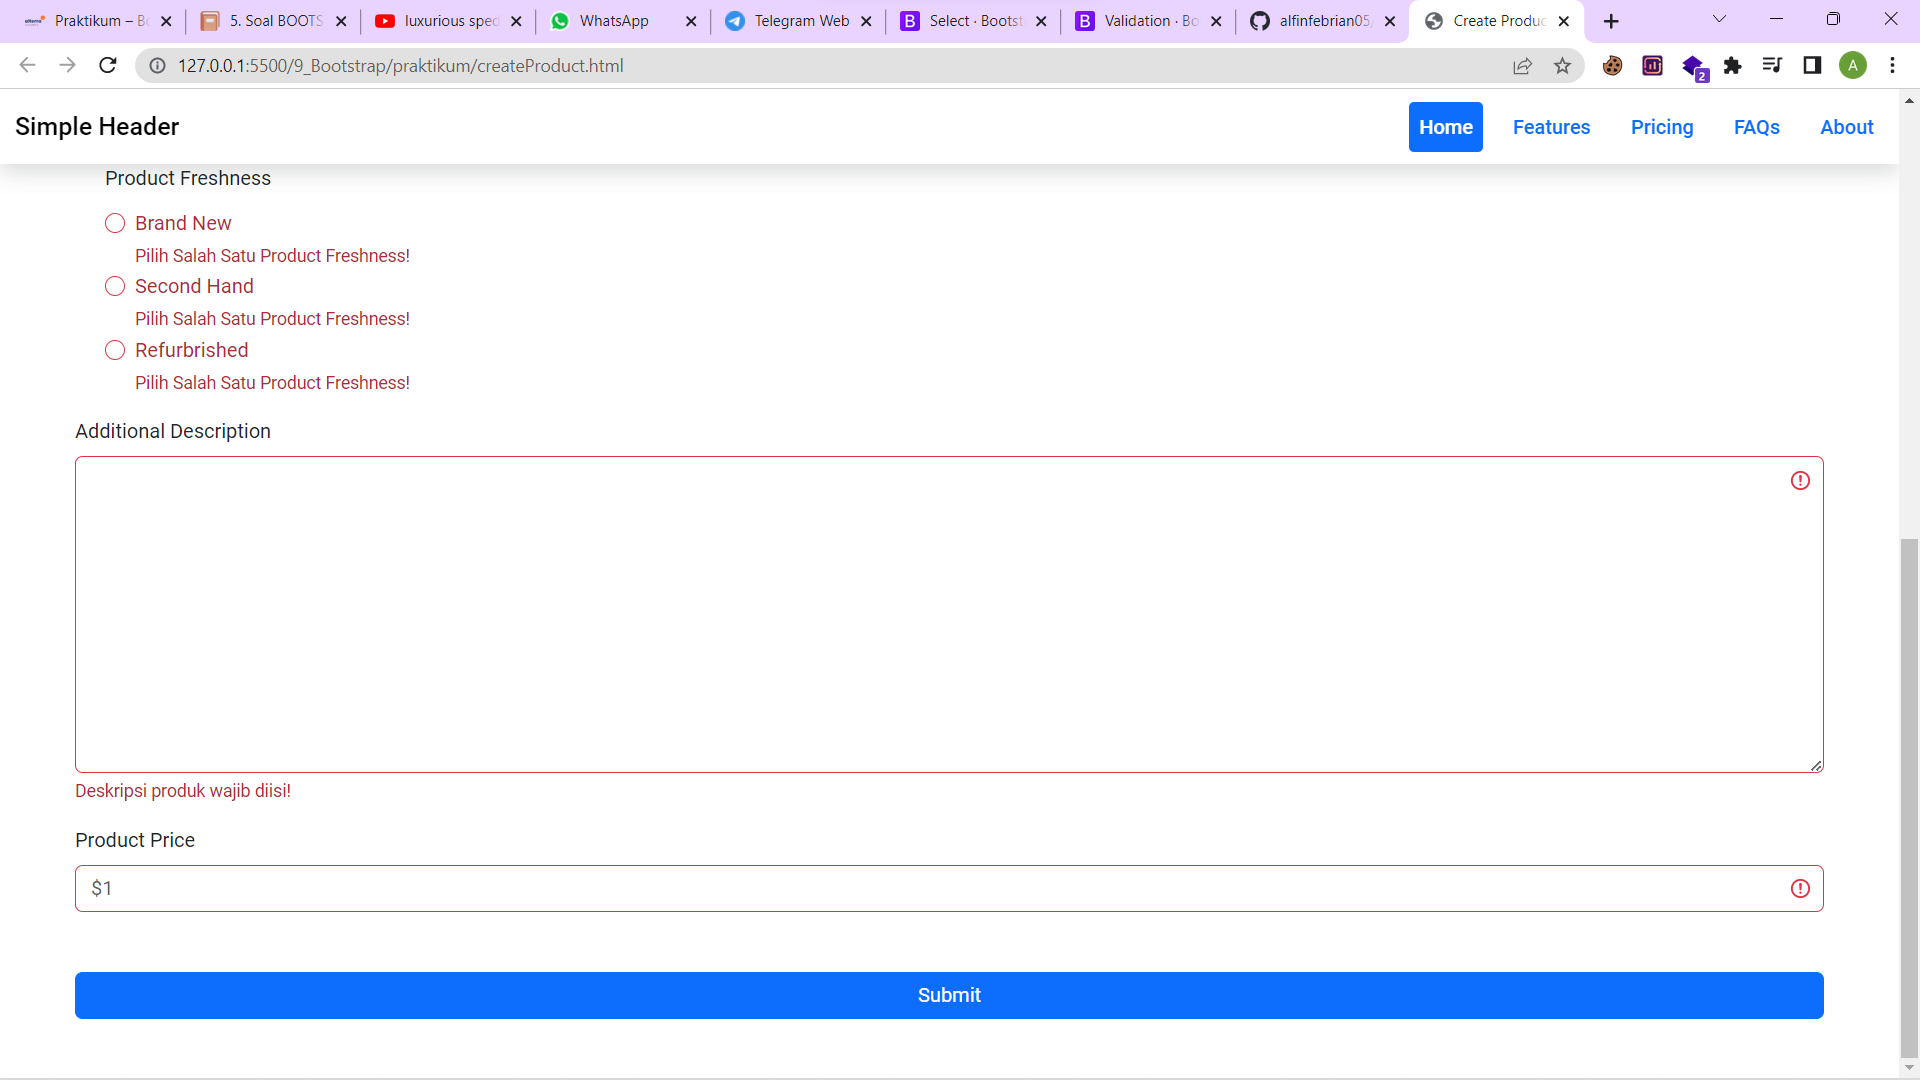 Praktikum – Bo
5. Soal BOOTS
luxurious sped
WhatsApp
Telegram Web
Select · Bootst
Validation · Bo
alfinfebrian05
Create Produc
127.0.0.1:5500/9_Bootstrap/praktikum/createProduct.html
2
A
Simple Header
Home
Features
Pricing
FAQs
About
Product Freshness
Brand New
Pilih Salah Satu Product Freshness!
Second Hand
Pilih Salah Satu Product Freshness!
Refurbrished
Pilih Salah Satu Product Freshness!
Additional Description
Deskripsi produk wajib diisi!
Product Price
$1
Submit